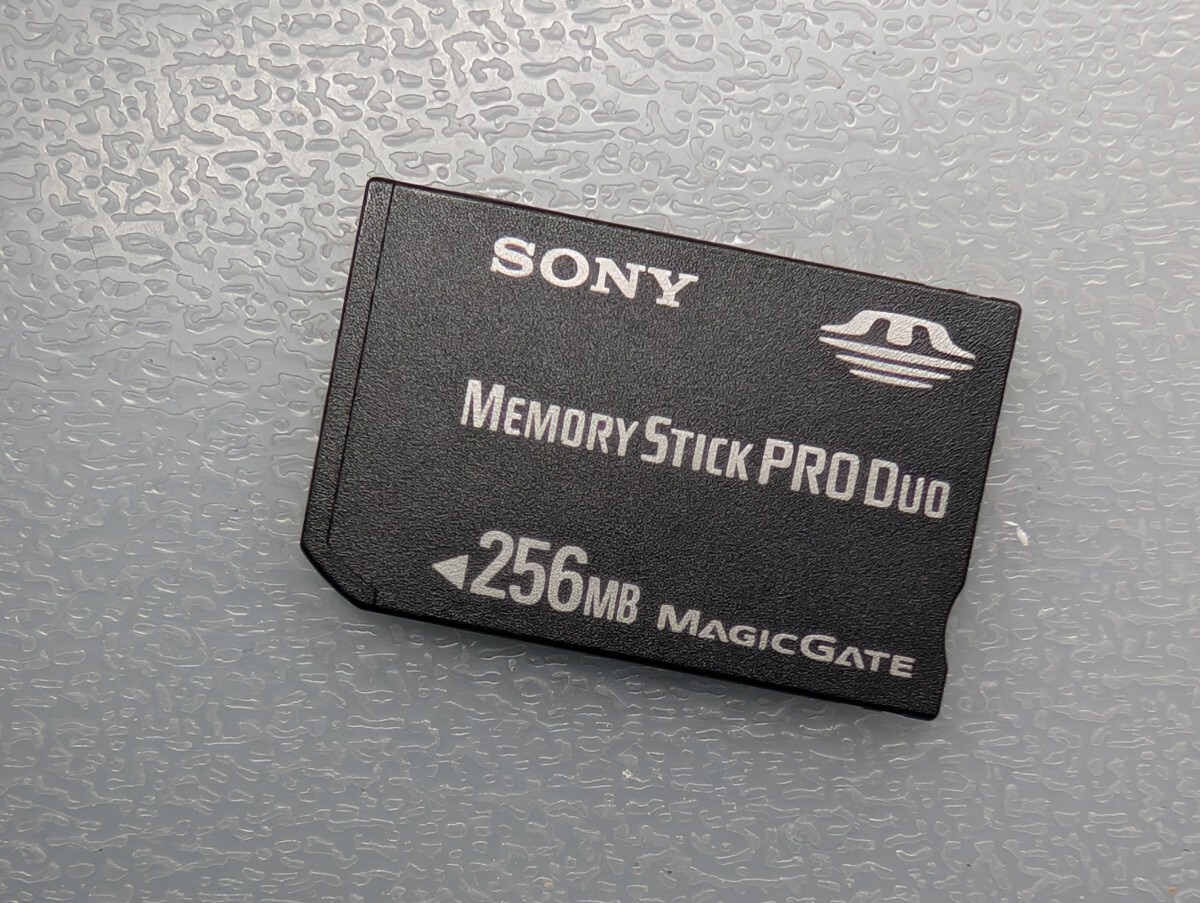 SONY
MEMORY STICK PRO DUO
256MB MAGICGATE